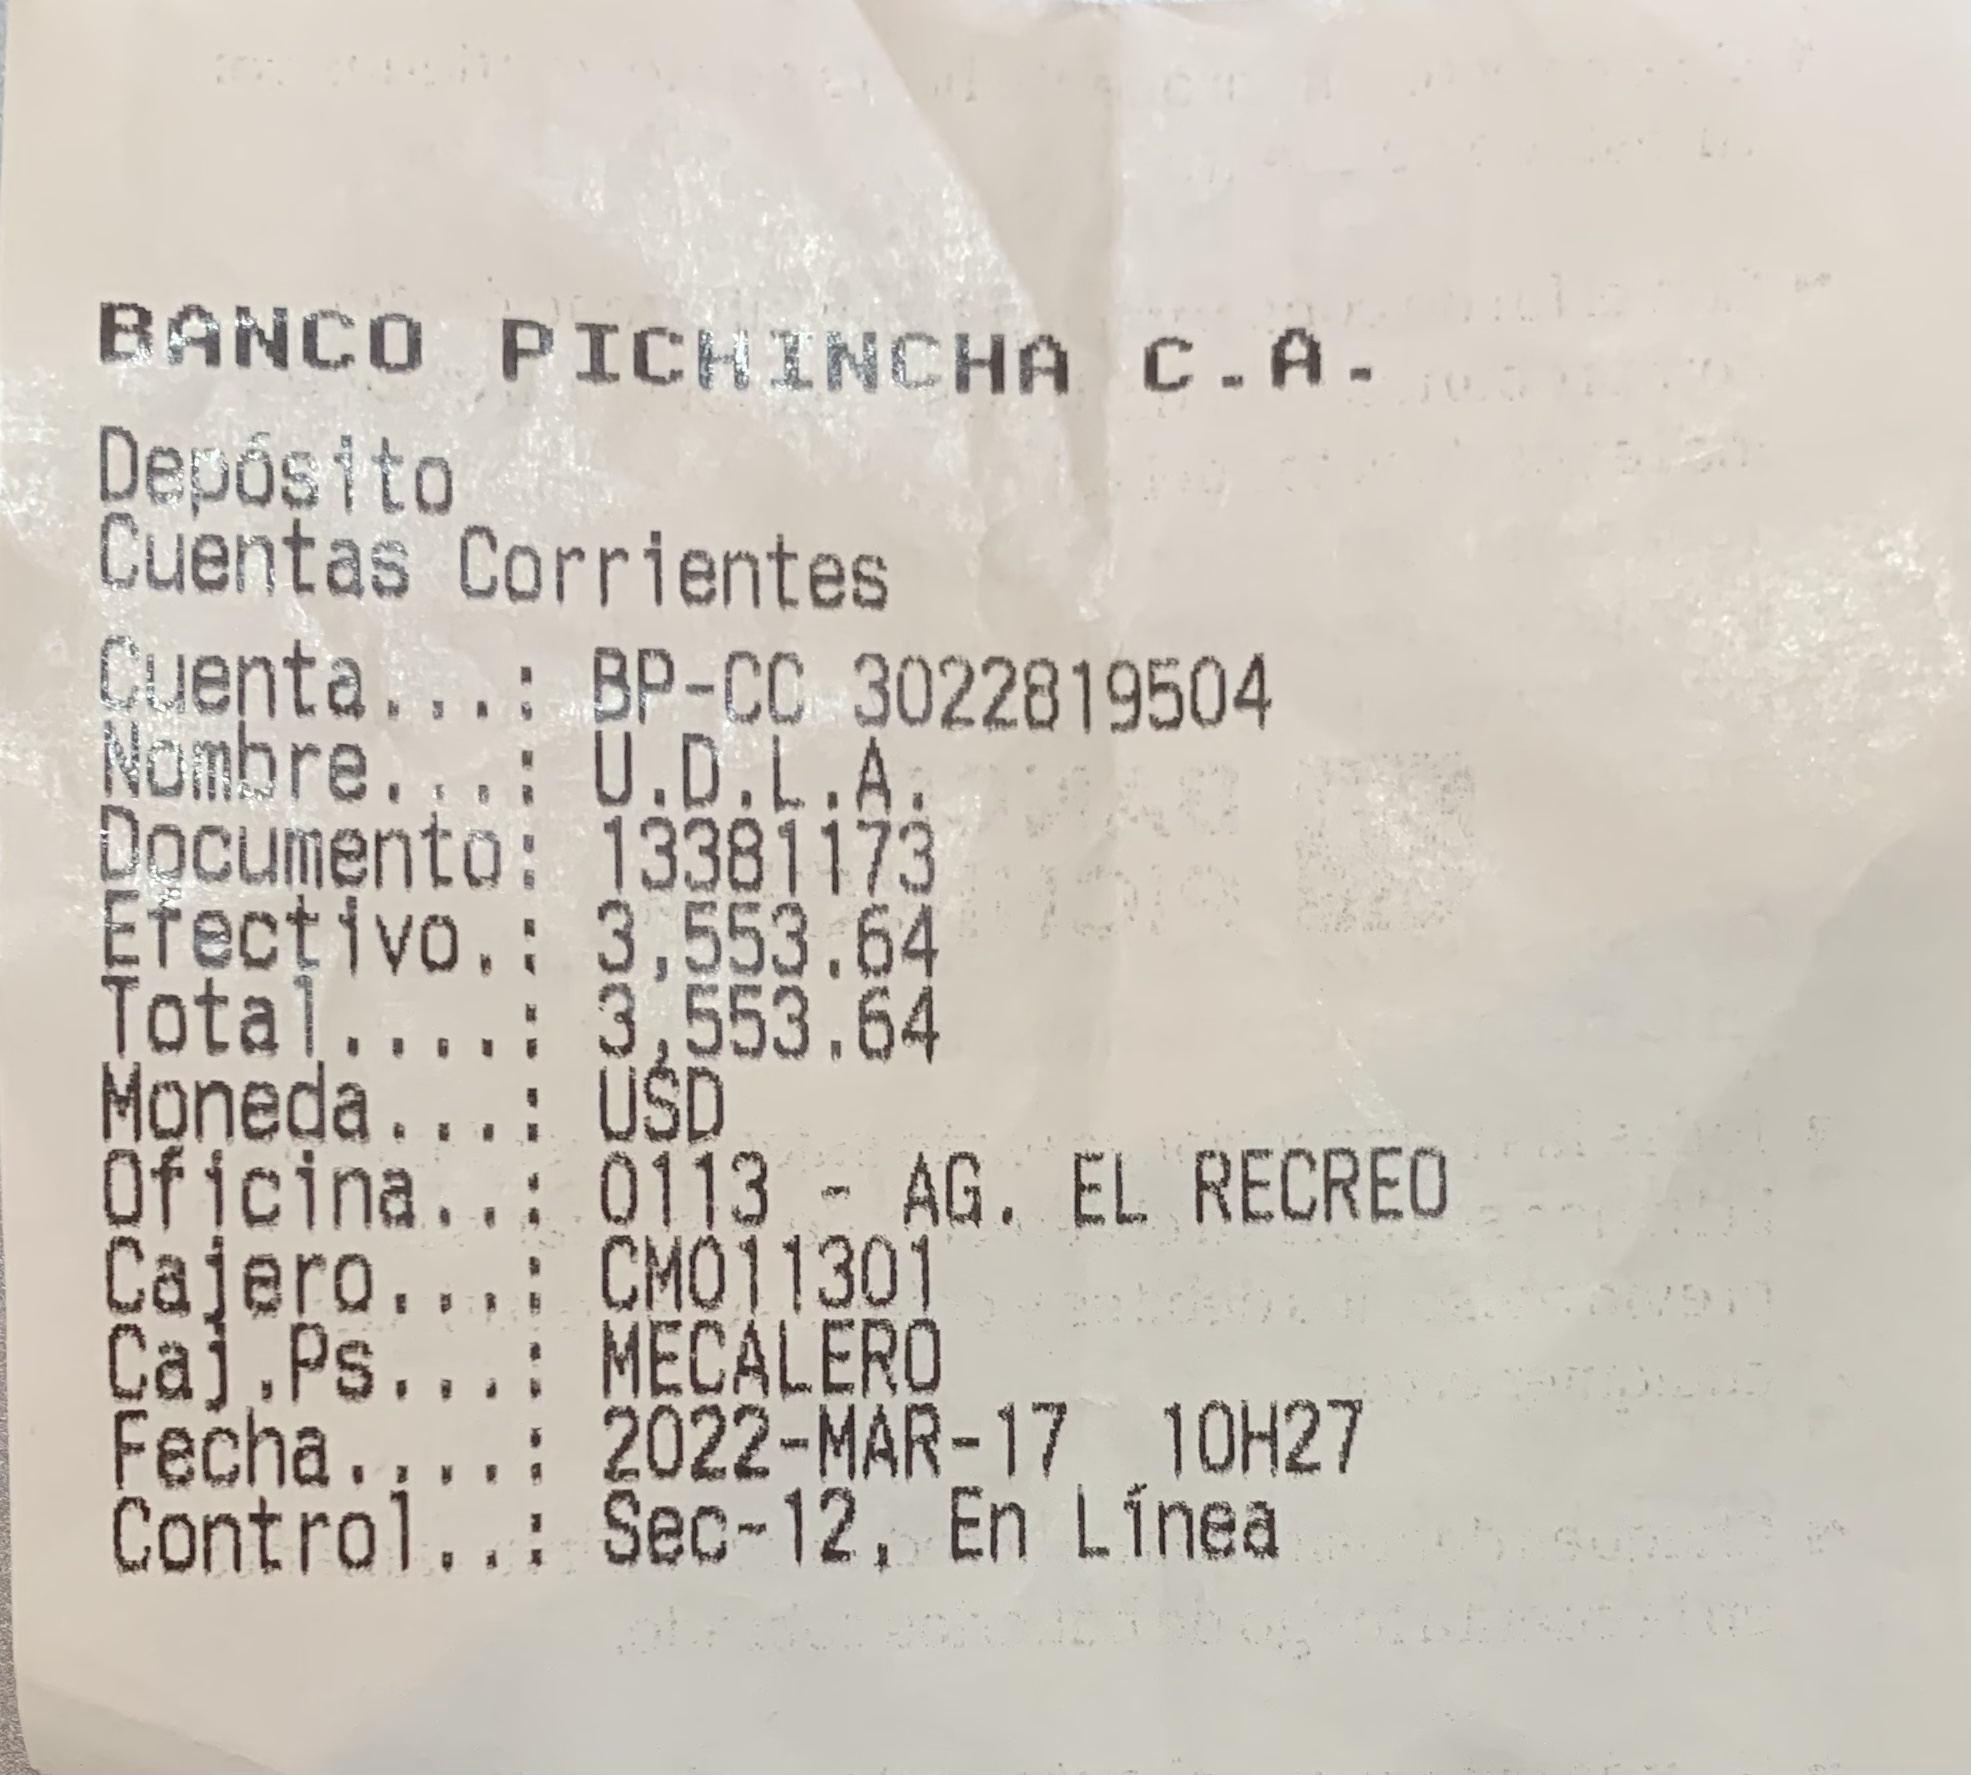 BANCO PICHINCHA C.A.
Depósito
Cuentas Corrientes
Cuenta...: BP-CC 3022819504
Nombre...: U.D.L.A.
Documento: 13381173
Efectivo.: 3,553.64
Total....: 3,553.64
Moneda...: USD
Oficina..: 0113 - AG. EL RECREO
Cajero...: CM011301
Caj.Ps...: MECALERO
Fecha....: 2022-MAR-17 10H27
Control..: Sec-12, En Línea